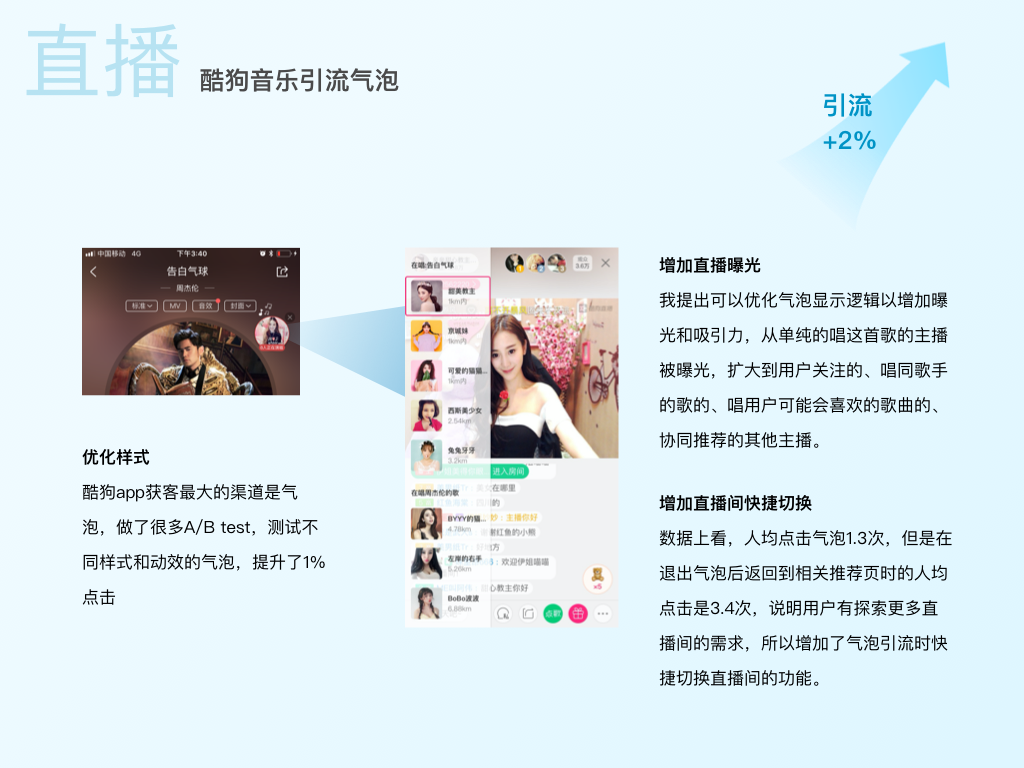 直播
酷狗音乐引流气泡
引流
+2%
中国移动 4G 下午3:40
告白气球
周杰伦
标准 MV 音效 封面
优化样式
酷狗app获客最大的渠道是气
泡，做了很多A/B test，测试不
同样式和动效的气泡，提升了1%
点击
在唱:告白气球
甜美教主
1km内
京城妹
1km内
可爱的猫猫...
1km内
西斯美少女
2.54km
兔兔牙牙
3.2km
进入房间
在唱周杰伦的歌
BYYY的猫...
4.78km
左岸的右手
5.26km
BoBo波波
6.88km
在哪里
主播你好
谢红鱼的小熊
欢迎伊姐喵喵
心教主你好
x5
点歌
增加直播曝光
我提出可以优化气泡显示逻辑以增加曝
光和吸引力，从单纯的唱这首歌的主播
被曝光，扩大到用户关注的、唱同歌手
的歌的、唱用户可能会喜欢的歌曲的、
协同推荐的其他主播。
增加直播间快捷切换
数据上看，人均点击气泡1.3次，但是在
退出气泡后返回到相关推荐页时的人均
点击是3.4次，说明用户有探索更多直
播间的需求，所以增加了气泡引流时快
捷切换直播间的功能。